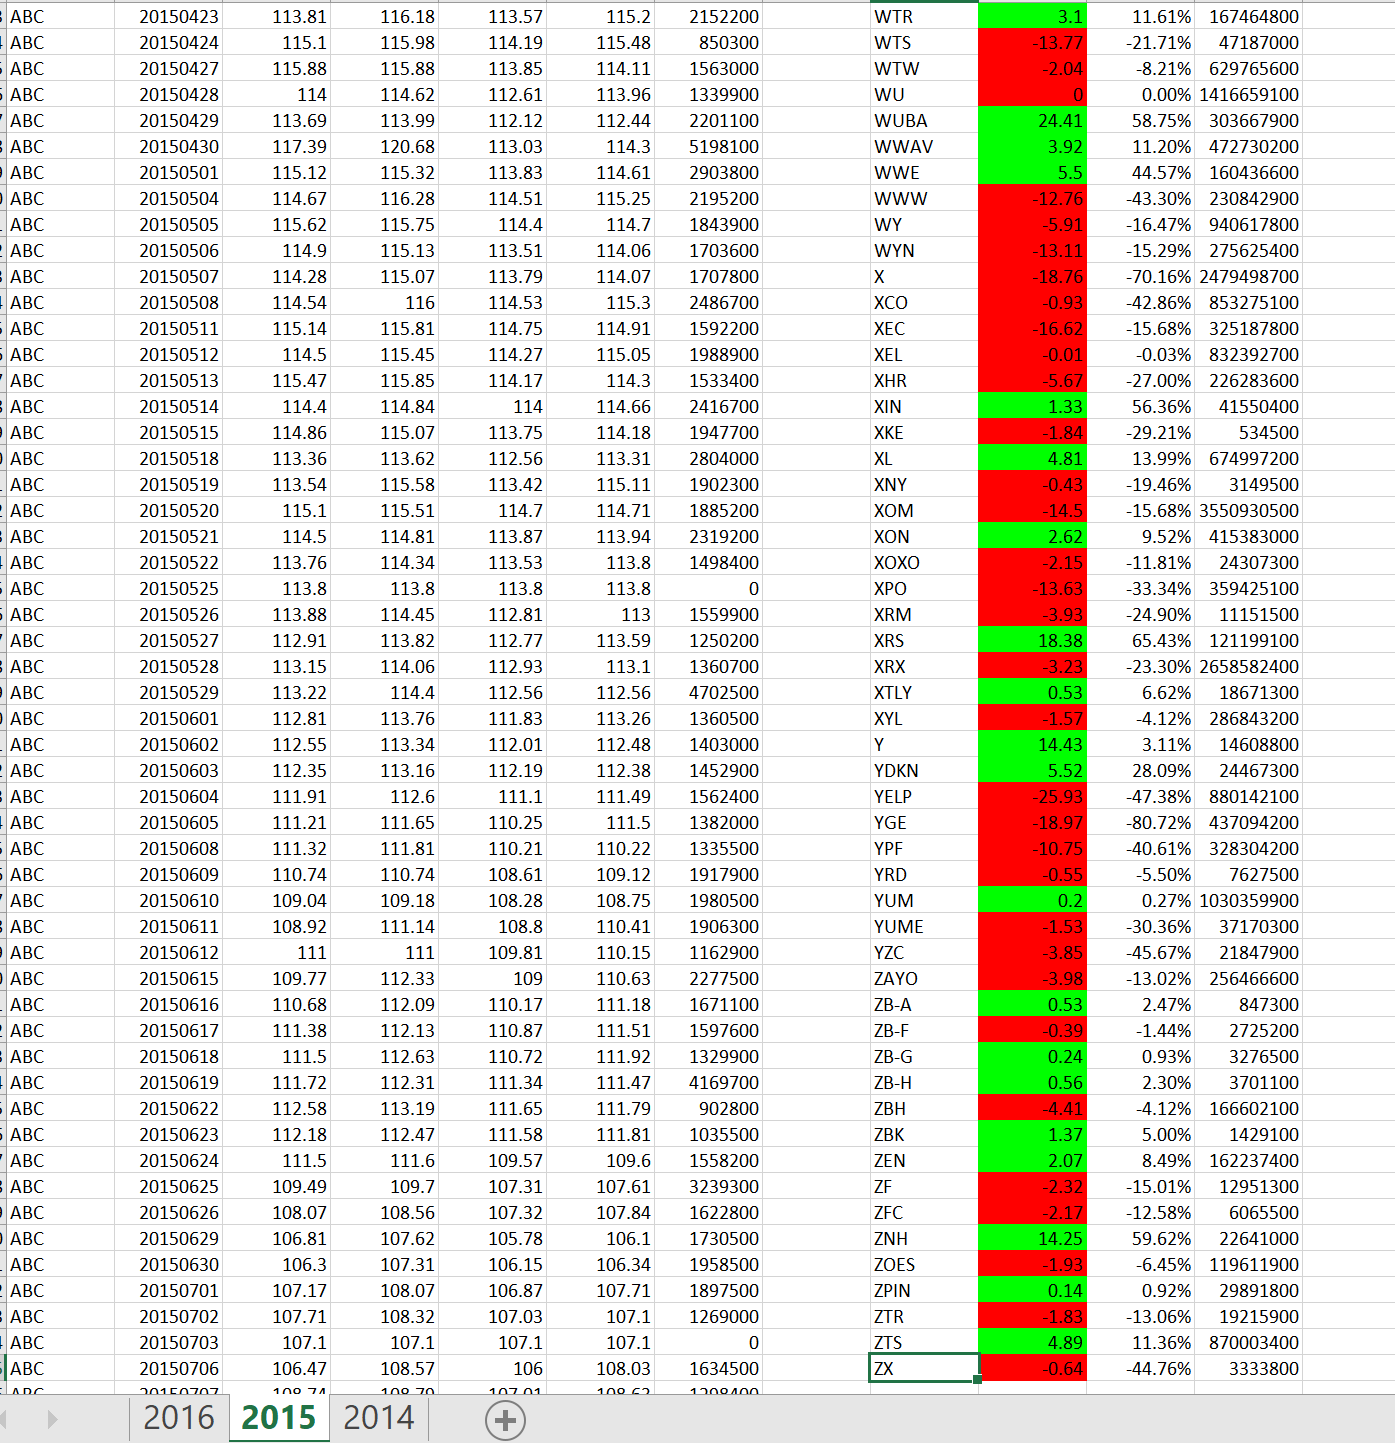 ABC 20150423 113.81 116.18 113.57 115.2 2152200 WTR 3.1 11.61% 167464800
ABC 20150424 115.1 115.98 114.19 115.48 850300 WTS -13.77 -21.71% 47187000
ABC 20150427 115.88 115.88 113.85 114.11 1563000 WTW -2.04 -8.21% 629765600
ABC 20150428 114 114.62 112.61 113.96 1339900 WU 0 0.00% 1416659100
ABC 20150429 113.69 113.99 112.12 112.44 2201100 WUBA 24.41 58.75% 303667900
ABC 20150430 117.39 120.68 113.03 114.3 5198100 WWAV 3.92 11.20% 472730200
ABC 20150501 115.12 115.32 113.83 114.61 2903800 WWE 5.5 44.57% 160436600
ABC 20150504 114.67 116.28 114.51 115.25 2195200 WWW -12.76 -43.30% 230842900
ABC 20150505 115.62 115.75 114.4 114.7 1843900 WY -5.91 -16.47% 940617800
ABC 20150506 114.9 115.13 113.51 114.06 1703600 WYN -13.11 -15.29% 275625400
ABC 20150507 114.28 115.07 113.79 114.07 1707800 X -18.76 -70.16% 2479498700
ABC 20150508 114.54 116 114.53 115.3 2486700 XCO -0.93 -42.86% 853275100
ABC 20150511 115.14 115.81 114.75 114.91 1592200 XEC -16.62 -15.68% 325187800
ABC 20150512 114.5 115.45 114.27 115.05 1988900 XEL -0.01 -0.03% 832392700
ABC 20150513 115.47 115.85 114.17 114.3 1533400 XHR -5.67 -27.00% 226283600
ABC 20150514 114.4 114.84 114 114.66 2416700 XIN 1.33 56.36% 41550400
ABC 20150515 114.86 115.07 113.75 114.18 1947700 XKE -1.84 -29.21% 534500
ABC 20150518 113.36 113.62 112.56 113.31 2804000 XL 4.81 13.99% 674997200
ABC 20150519 113.54 115.58 113.42 115.11 1902300 XNY -0.43 -19.46% 3149500
ABC 20150520 115.1 115.51 114.7 114.71 1885200 XOM -14.5 -15.68% 3550930500
ABC 20150521 114.5 114.81 113.87 113.94 2319200 XON 2.62 9.52% 415383000
ABC 20150522 113.76 114.34 113.53 113.8 1498400 XOXO -2.15 -11.81% 24307300
ABC 20150525 113.8 113.8 113.8 113.8 0 XPO -13.63 -33.34% 359425100
ABC 20150526 113.88 114.45 112.81 113 1559900 XRM -3.93 -24.90% 11151500
ABC 20150527 112.91 113.82 112.77 113.59 1250200 XRS 18.38 65.43% 121199100
ABC 20150528 113.15 114.06 112.93 113.1 1360700 XRX -3.23 -23.30% 2658582400
ABC 20150529 113.22 114.4 112.56 112.56 4702500 XTLY 0.53 6.62% 18671300
ABC 20150601 112.81 113.76 111.83 113.26 1360500 XYL -1.57 -4.12% 286843200
ABC 20150602 112.55 113.34 112.01 112.48 1403000 Y 14.43 3.11% 14608800
ABC 20150603 112.35 113.16 112.19 112.38 1452900 YDKN 5.52 28.09% 24467300
ABC 20150604 111.91 112.6 111.1 111.49 1562400 YELP -25.93 -47.38% 880142100
ABC 20150605 111.21 111.65 110.25 111.5 1382000 YGE -18.97 -80.72% 437094200
ABC 20150608 111.32 111.81 110.21 110.22 1335500 YPF -10.75 -40.61% 328304200
ABC 20150609 110.74 110.74 108.61 109.12 1917900 YRD -0.55 -5.50% 7627500
ABC 20150610 109.04 109.18 108.28 108.75 1980500 YUM 0.2 0.27% 1030359900
ABC 20150611 108.92 111.14 108.8 110.41 1906300 YUME -1.53 -30.36% 37170300
ABC 20150612 111 111 109.81 110.15 1162900 YZC -3.85 -45.67% 21847900
ABC 20150615 109.77 112.33 109 110.63 2277500 ZAYO -3.98 -13.02% 256466600
ABC 20150616 110.68 112.09 110.17 111.18 1671100 ZB-A 0.53 2.47% 847300
ABC 20150617 111.38 112.13 110.87 111.51 1597600 ZB-F -0.39 -1.44% 2725200
ABC 20150618 111.5 112.63 110.72 111.92 1329900 ZB-G 0.24 0.93% 3276500
ABC 20150619 111.72 112.31 111.34 111.47 4169700 ZB-H 0.56 2.30% 3701100
ABC 20150622 112.58 113.19 111.65 111.79 902800 ZBH -4.41 -4.12% 166602100
ABC 20150623 112.18 112.47 111.58 111.81 1035500 ZBK 1.37 5.00% 1429100
ABC 20150624 111.5 111.6 109.57 109.6 1558200 ZEN 2.07 8.49% 162237400
ABC 20150625 109.49 109.7 107.31 107.61 3239300 ZF -2.32 -15.01% 12951300
ABC 20150626 108.07 108.56 107.32 107.84 1622800 ZFC -2.17 -12.58% 6065500
ABC 20150629 106.81 107.62 105.78 106.1 1730500 ZNH 14.25 59.62% 22641000
ABC 20150630 106.3 107.31 106.15 106.34 1958500 ZOES -1.93 -6.45% 119611900
ABC 20150701 107.17 108.07 106.87 107.71 1897500 ZPIN 0.14 0.92% 29891800
ABC 20150702 107.71 108.32 107.03 107.1 1269000 ZTR -1.83 -13.06% 19215900
ABC 20150703 107.1 107.1 107.1 107.1 0 ZTS 4.89 11.36% 870003400
ABC 20150706 106.47 108.57 106 108.03 1634500 ZX -0.64 -44.76% 3333800
2016 2015 2014